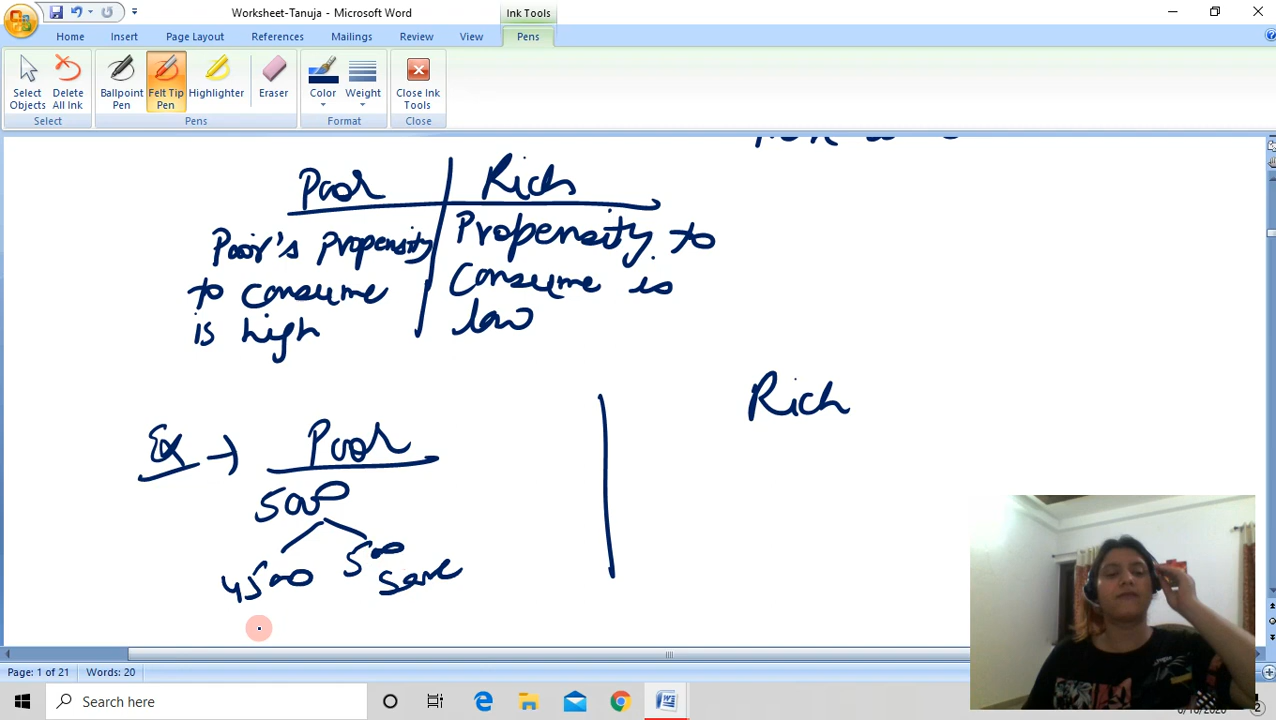 Worksheet-Tanuja - Microsoft Word
Ink Tools
Home Insert Page Layout References Mailings Review View Pens
Select Objects
Delete All Ink
Ballpoint Pen
Felt Tip Pen
Highlighter
Eraser
Color
Weight
Close Ink Tools
Select Pens Format Close
Poor Rich
Poor's Propensity
to consume
is high
Propensity to
Consume is
low
Ex → Poor
Rich
5000
4500 500
Save
Page: 1 of 21 Words: 20
Search here